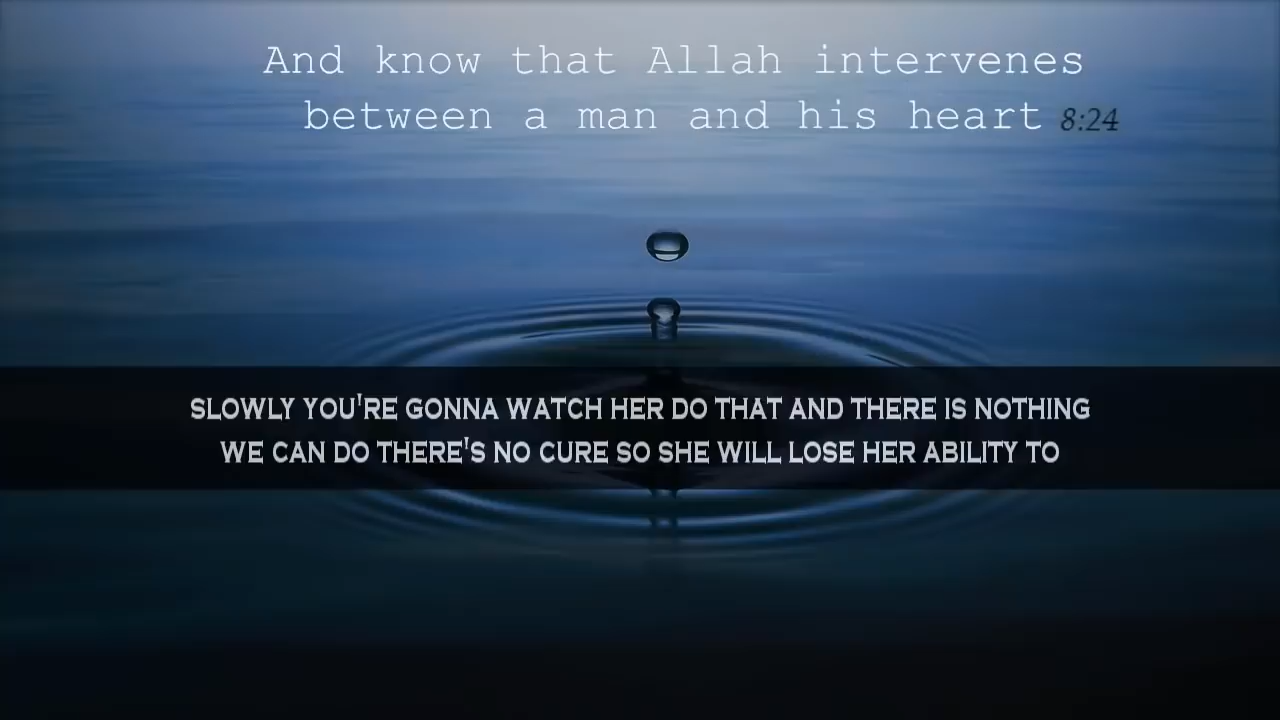 And know that Allah intervenes
between a man and his heart 8:24
SLOWLY YOU'RE GONNA WATCH HER DO THAT AND THERE IS NOTHING
WE CAN DO THERE'S NO CURE SO SHE WILL LOSE HER ABILITY TO